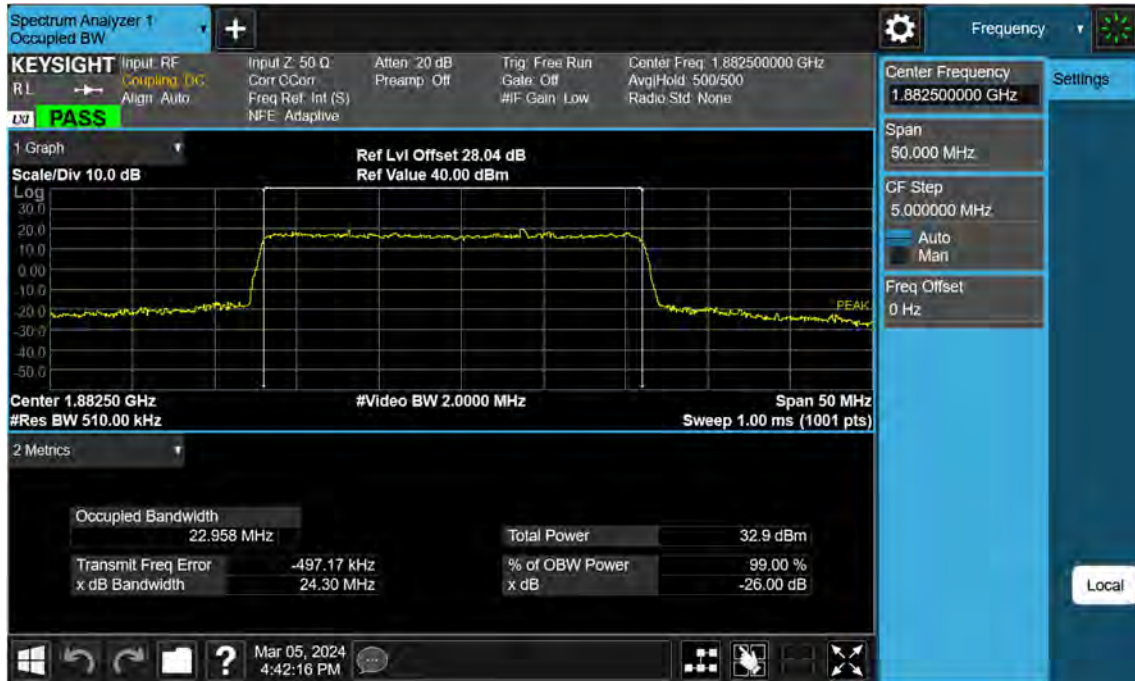 Spectrum Analyzer 1
Occupied BW
+
Frequency
KEYSIGHT
RL
LXI
PASS
Input: RF
Coupling: DC
Align: Auto
Input Z: 50 Ω
Corr CCorr
Freq Ref: Int (S)
NFE: Adaptive
Atten: 20 dB
Preamp: Off
Trig: Free Run
Gate: Off
#IF Gain: Low
Center Freq: 1.882500000 GHz
Avg|Hold: 500/500
Radio Std: None
1 Graph
Scale/Div 10.0 dB
Ref Lvl Offset 28.04 dB
Ref Value 40.00 dBm
Log
30.0
20.0
10.0
0.00
-10.0
-20.0
-30.0
-40.0
-50.0
PEAK
Center 1.88250 GHz
#Video BW 2.0000 MHz
Span 50 MHz
#Res BW 510.00 kHz
Sweep 1.00 ms (1001 pts)
2 Metrics
Occupied Bandwidth
22.958 MHz
Total Power 32.9 dBm
Transmit Freq Error -497.17 kHz
% of OBW Power 99.00 %
x dB Bandwidth 24.30 MHz
x dB -26.00 dB
Center Frequency
1.882500000 GHz
Settings
Span
50.000 MHz
CF Step
5.000000 MHz
Auto
Man
Freq Offset
0 Hz
Local
?
Mar 05, 2024
4:42:16 PM